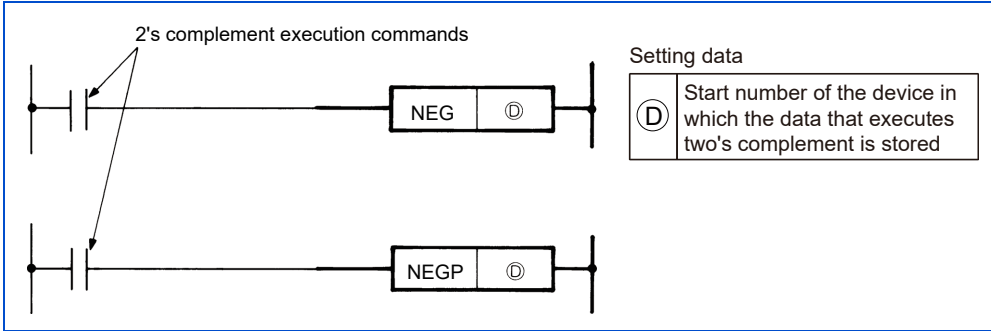 2's complement execution commands
Setting data
NEG Ⓓ
Ⓓ Start number of the device in
which the data that executes
two's complement is stored
NEGP Ⓓ